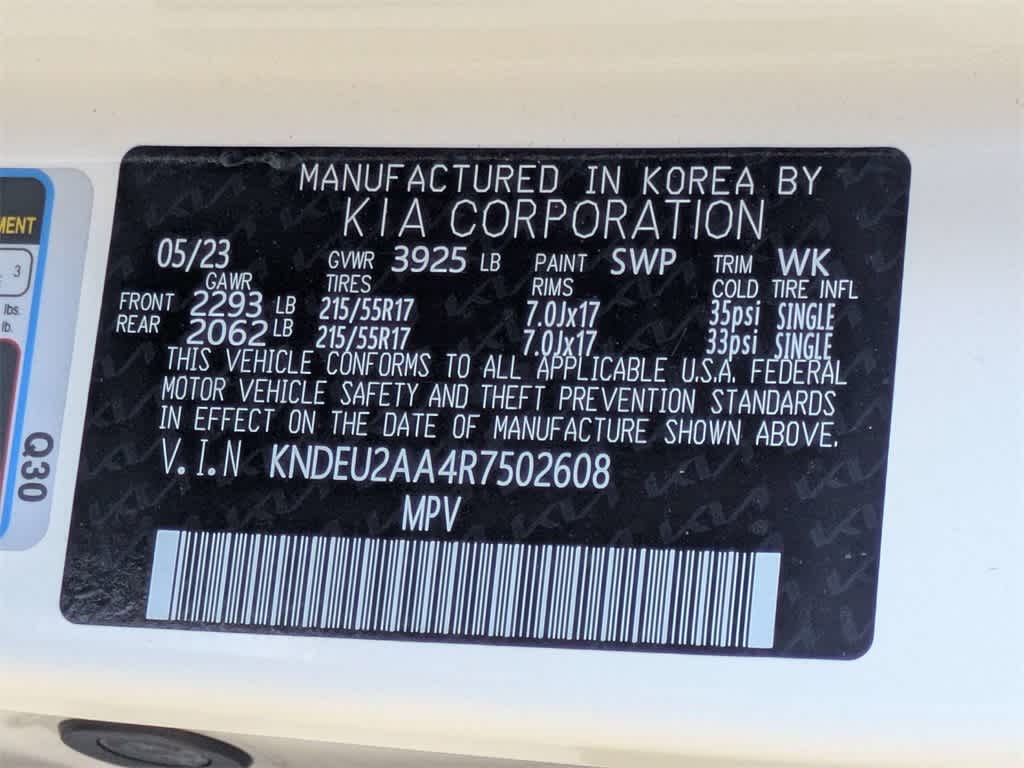 MANUFACTURED IN KOREA BY
KIA CORPORATION
05/23 GVWR 3925 LB PAINT SWP TRIM WK
GAWR TIRES RIMS COLD TIRE INFL
FRONT 2293 LB 215/55R17 7.0Jx17 35psi SINGLE
REAR 2062 LB 215/55R17 7.0Jx17 33psi SINGLE
THIS VEHICLE CONFORMS TO ALL APPLICABLE U.S.A. FEDERAL
MOTOR VEHICLE SAFETY AND THEFT PREVENTION STANDARDS
IN EFFECT ON THE DATE OF MANUFACTURE SHOWN ABOVE.
V.I.N KNDEU2AA4R7502608
MPV
MENT
3
lbs.
lb.
Q30